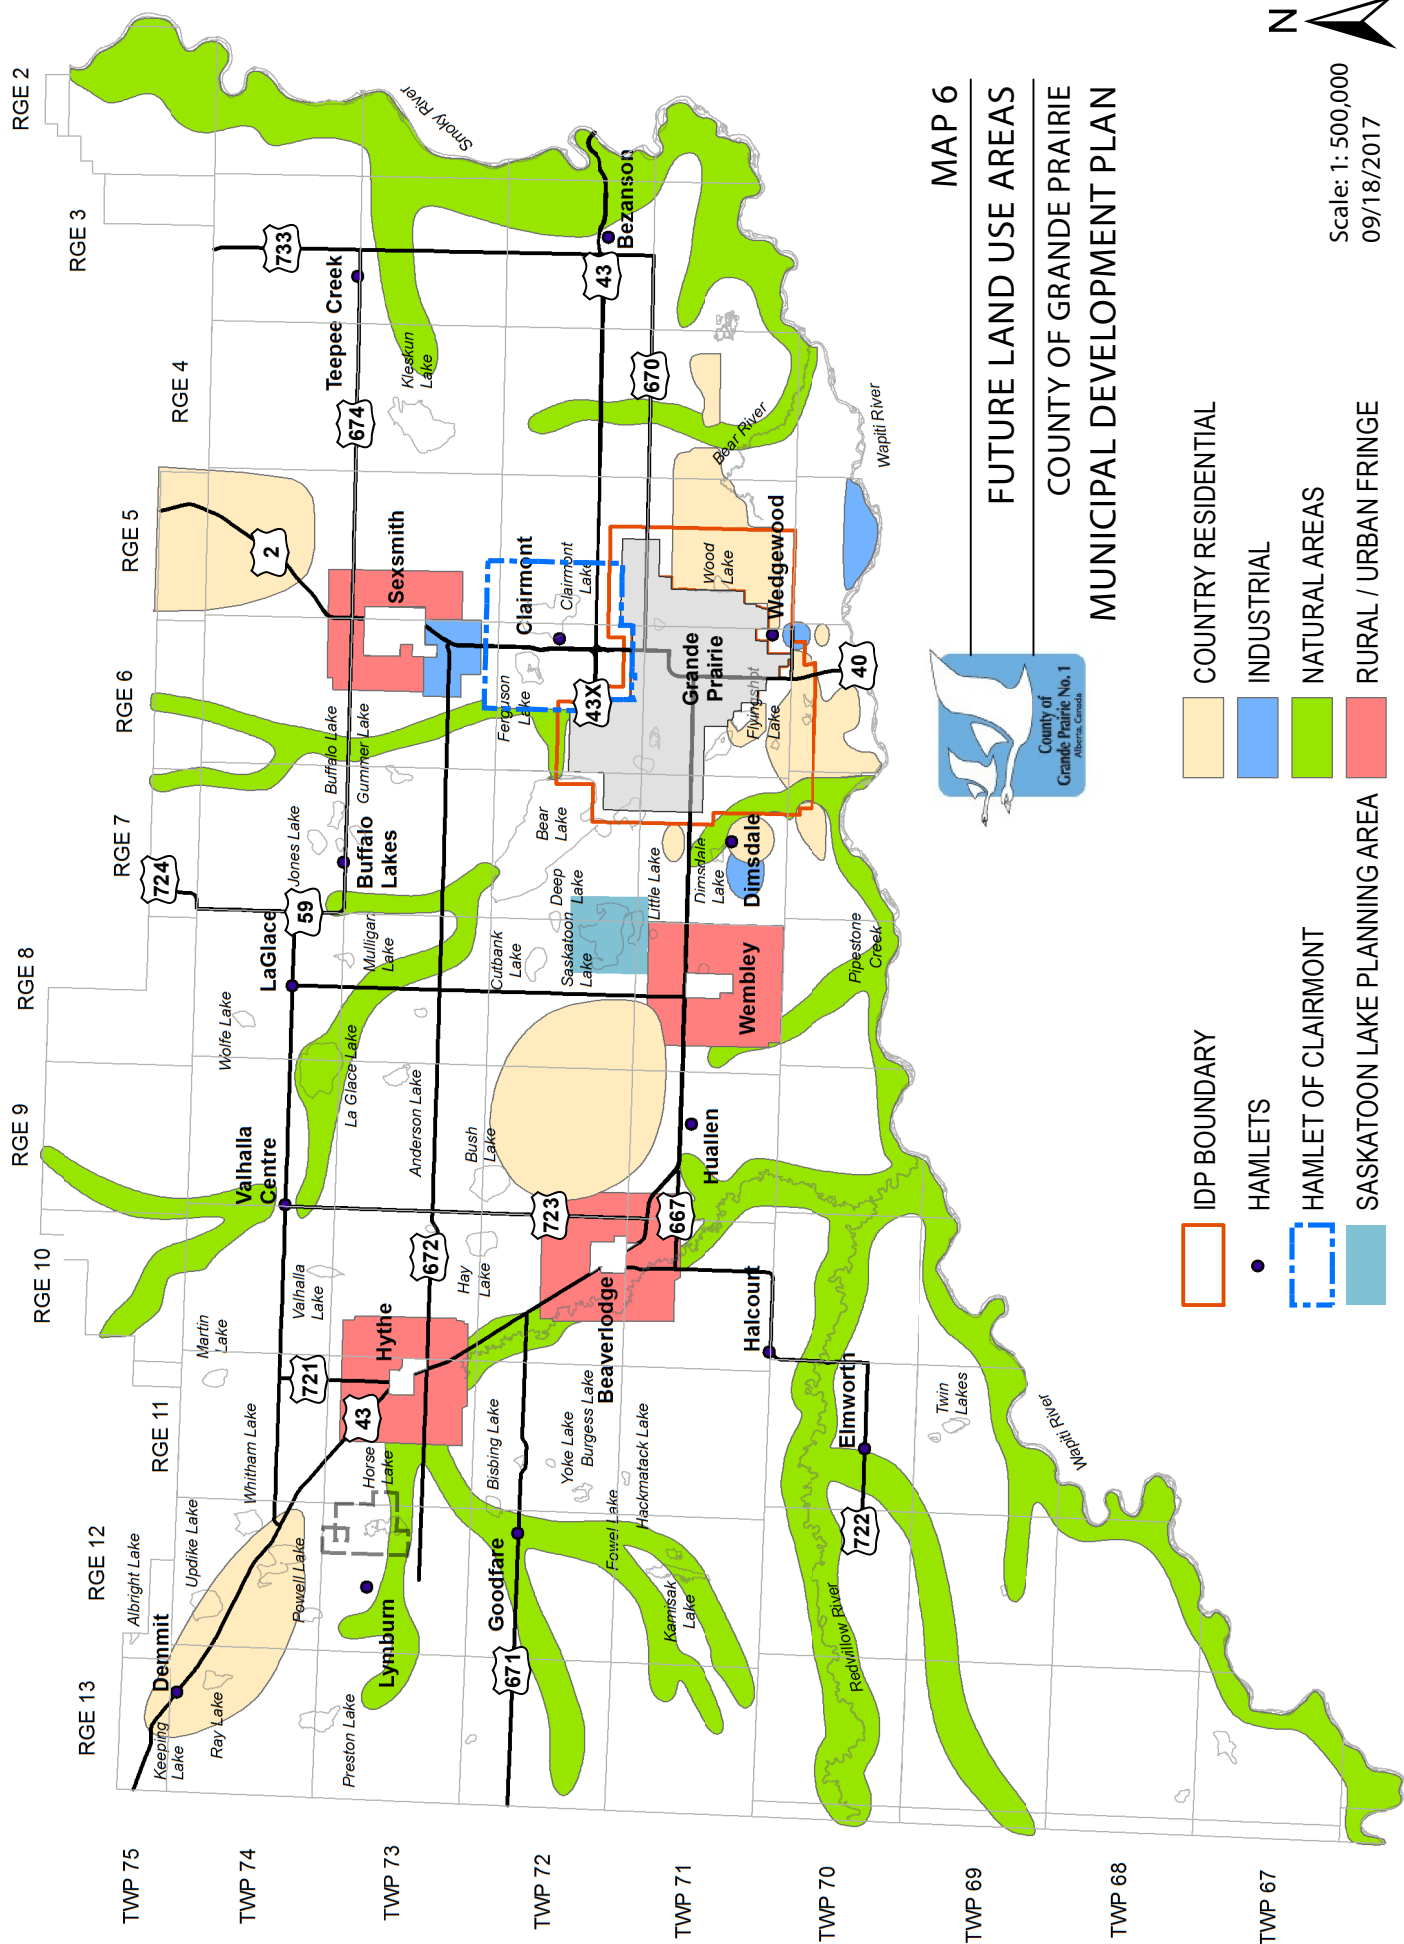 RGE 13
RGE 12
RGE 11
RGE 10
RGE 9
RGE 8
RGE 7
RGE 6
RGE 5
RGE 4
RGE 3
RGE 2
TWP 75
TWP 74
TWP 73
TWP 72
TWP 71
TWP 70
TWP 69
TWP 68
TWP 67
Albright Lake
Updike Lake
Demmit
Keeping
Lake
Ray Lake
Powell Lake
Whitham Lake
Martin
Lake
Valhalla
Lake
Valhalla
Centre
Wolfe Lake
LaGlace
La Glace Lake
Mulligan
Lake
Jones Lake
Buffalo Lake
Gummer Lake
Buffalo
Lakes
724
59
2
674
733
Teepee Creek
Sexsmith
Kleskun
Lake
Smoky River
Preston Lake
Lymburn
Horse
Lake
43
721
Hythe
672
Hay
Lake
Anderson Lake
Bush
Lake
Cutbank
Lake
Saskatoon
Lake
Deep
Lake
Bear
Lake
Ferguson
Lake
Clairmont
Clairmont
Lake
43X
43
Bezanson
670
Goodfare
671
Bisbing Lake
Yoke Lake
Burgess Lake
Fowel Lake
Hackmatack Lake
Kamisak
Lake
Beaverlodge
723
667
Huallen
Wembley
Little Lake
Dimsdale
Lake
Dimsdale
Grande
Prairie
Flyingshot
Lake
Wood
Lake
Wedgewood
Bear River
Wapiti River
40
Halcourt
Elmworth
722
Redwillow River
Twin
Lakes
Wapiti River
Pipestone
Creek
MAP 6
FUTURE LAND USE AREAS
COUNTY OF GRANDE PRAIRIE
MUNICIPAL DEVELOPMENT PLAN
County of
Grande Prairie No. 1
Alberta, Canada
IDP BOUNDARY
HAMLETS
HAMLET OF CLAIRMONT
SASKATOON LAKE PLANNING AREA
COUNTRY RESIDENTIAL
INDUSTRIAL
NATURAL AREAS
RURAL / URBAN FRINGE
N
Scale: 1: 500,000
09/18/2017